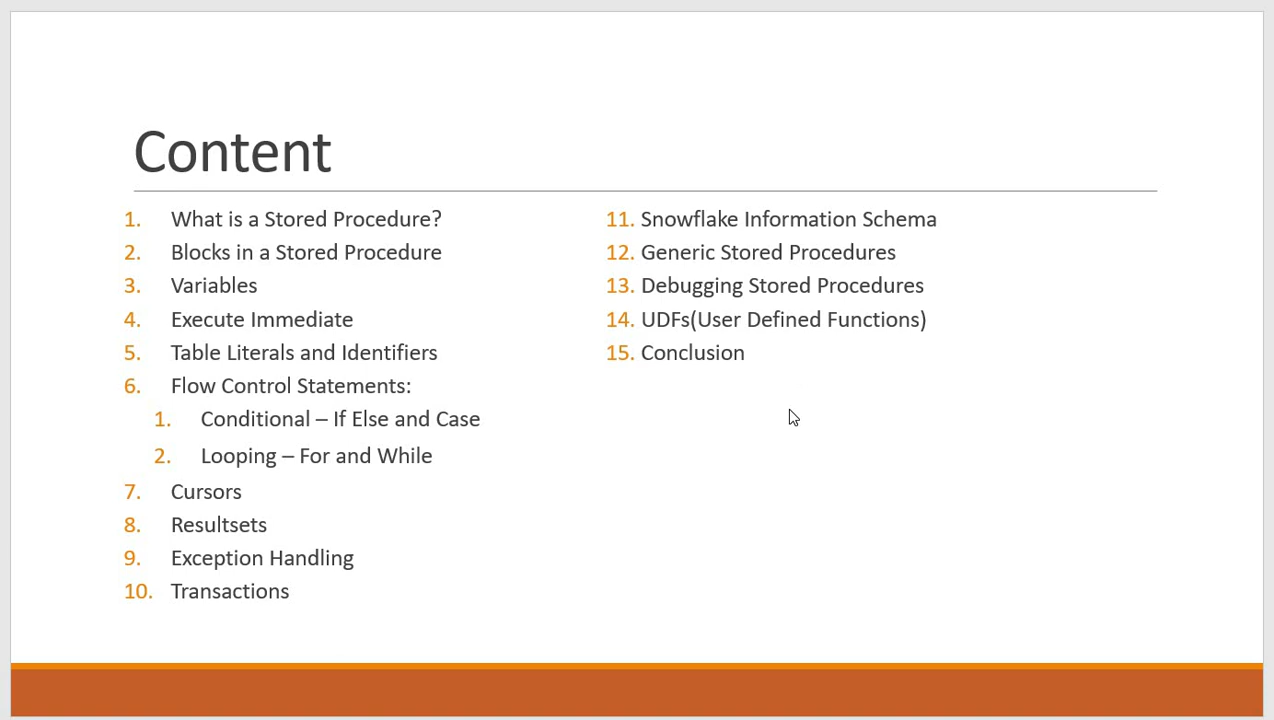 Content
1. What is a Stored Procedure?
2. Blocks in a Stored Procedure
3. Variables
4. Execute Immediate
5. Table Literals and Identifiers
6. Flow Control Statements:
1. Conditional – If Else and Case
2. Looping – For and While
7. Cursors
8. Resultsets
9. Exception Handling
10. Transactions
11. Snowflake Information Schema
12. Generic Stored Procedures
13. Debugging Stored Procedures
14. UDFs(User Defined Functions)
15. Conclusion